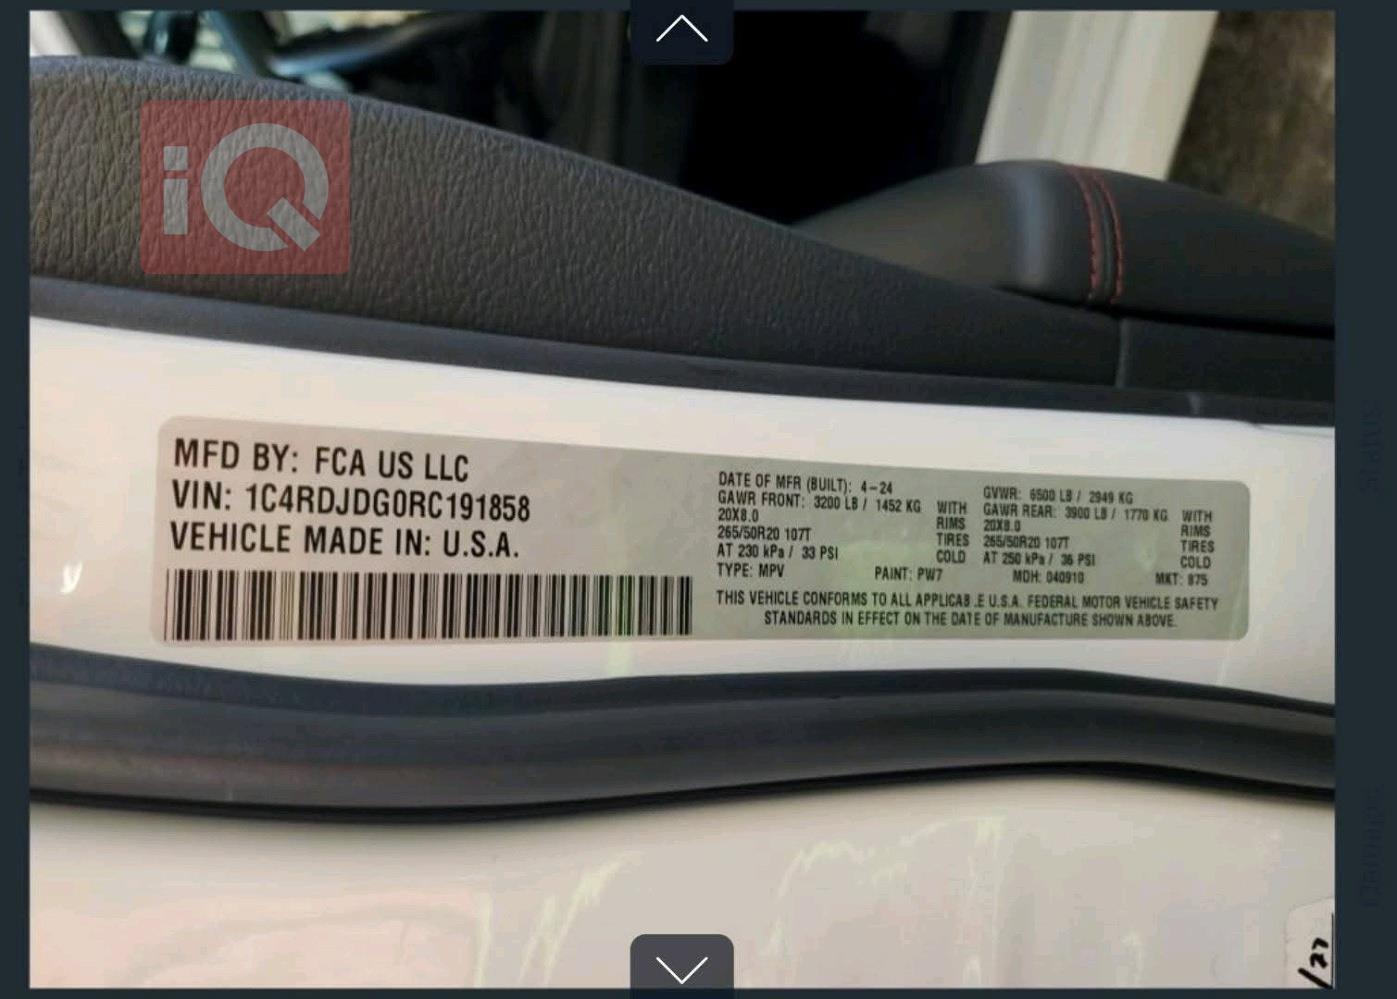 iQ
MFD BY: FCA US LLC
VIN: 1C4RDJDG0RC191858
VEHICLE MADE IN: U.S.A.
DATE OF MFR (BUILT): 4-24
GAWR FRONT: 3200 LB / 1452 KG WITH
20X8.0 RIMS
265/50R20 107T TIRES
AT 230 kPa / 33 PSI COLD
GVWR: 6500 LB / 2949 KG
GAWR REAR: 3900 LB / 1770 KG WITH
20X8.0 RIMS
265/50R20 107T TIRES
AT 250 kPa / 36 PSI COLD
TYPE: MPV PAINT: PW7 MDH: 040910 MKT: 875
THIS VEHICLE CONFORMS TO ALL APPLICAB.E U.S.A. FEDERAL MOTOR VEHICLE SAFETY
STANDARDS IN EFFECT ON THE DATE OF MANUFACTURE SHOWN ABOVE.
Status